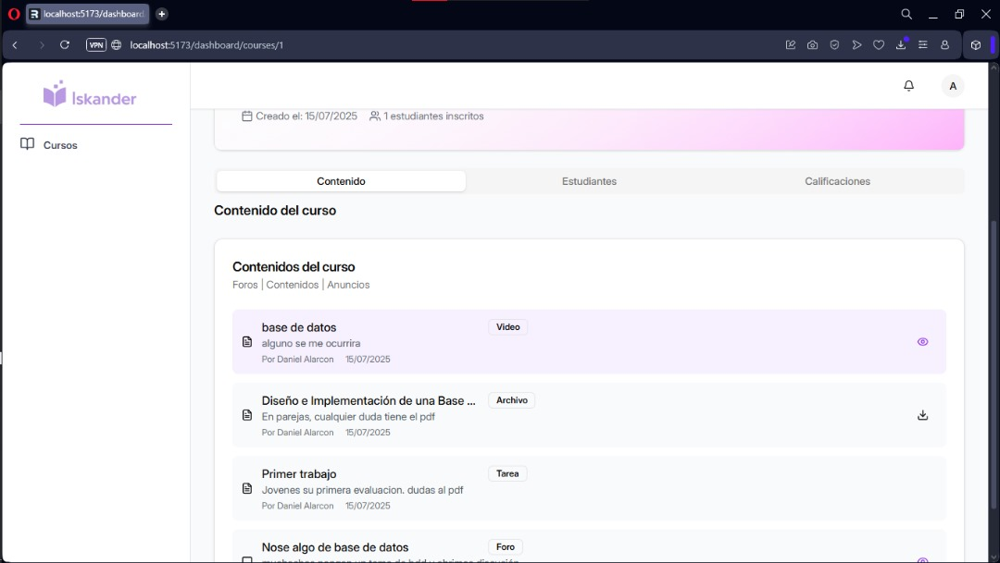 localhost:5173/dashboard
VPN localhost:5173/dashboard/courses/1
Iskander
A
Cursos
Creado el: 15/07/2025 1 estudiantes inscritos
Contenido Estudiantes Calificaciones
Contenido del curso
Contenidos del curso
Foros | Contenidos | Anuncios
base de datos Video
alguno se me ocurrira
Por Daniel Alarcon 15/07/2025
Diseño e Implementación de una Base ... Archivo
En parejas, cualquier duda tiene el pdf
Por Daniel Alarcon 15/07/2025
Primer trabajo Tarea
Jovenes su primera evaluacion. dudas al pdf
Por Daniel Alarcon 15/07/2025
Nose algo de base de datos Foro